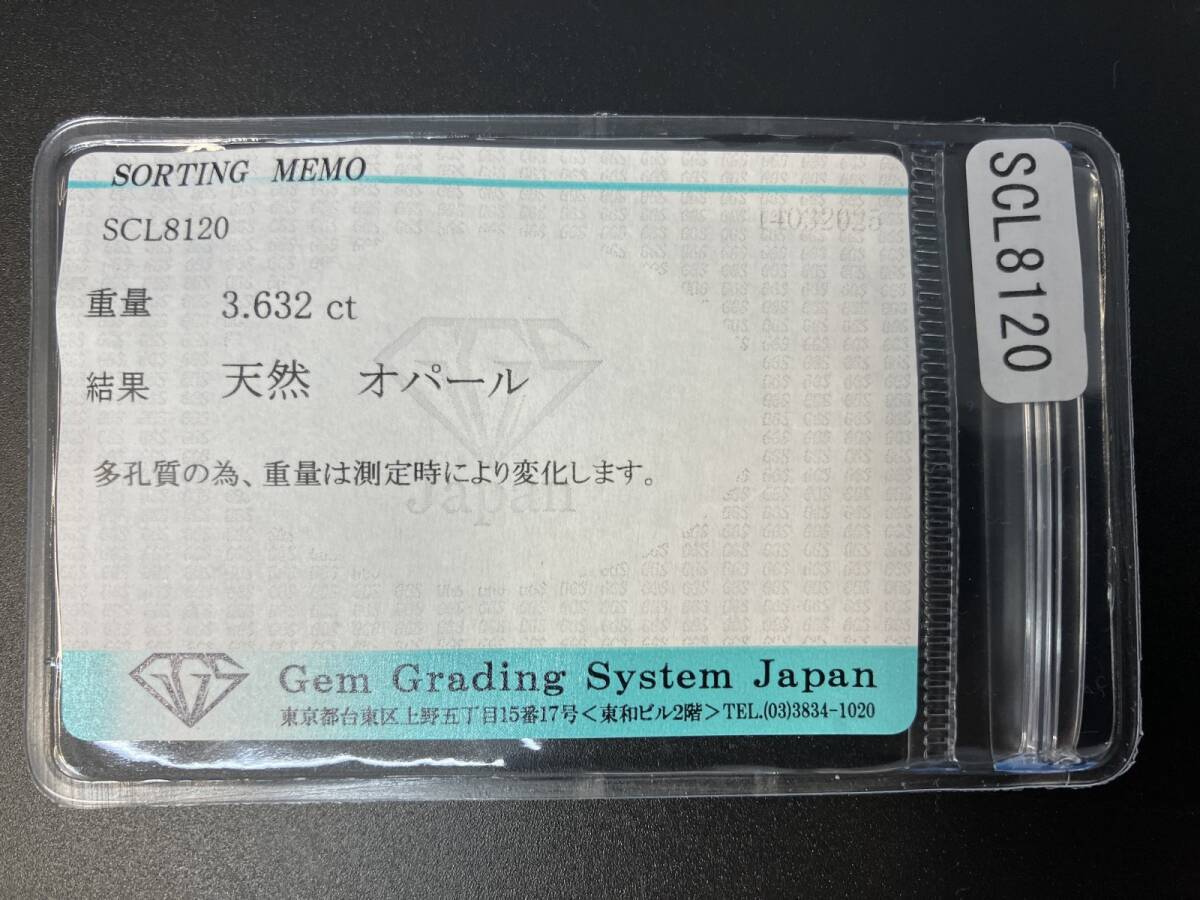 SORTING MEMO
SCL8120
14032025
重量 3.632 ct
結果 天然 オパール
多孔質の為、重量は測定時により変化します。
Japan
GGS Gem Grading System Japan
東京都台東区上野五丁目15番17号＜東和ビル2階＞TEL.(03)3834-1020
SCL8120